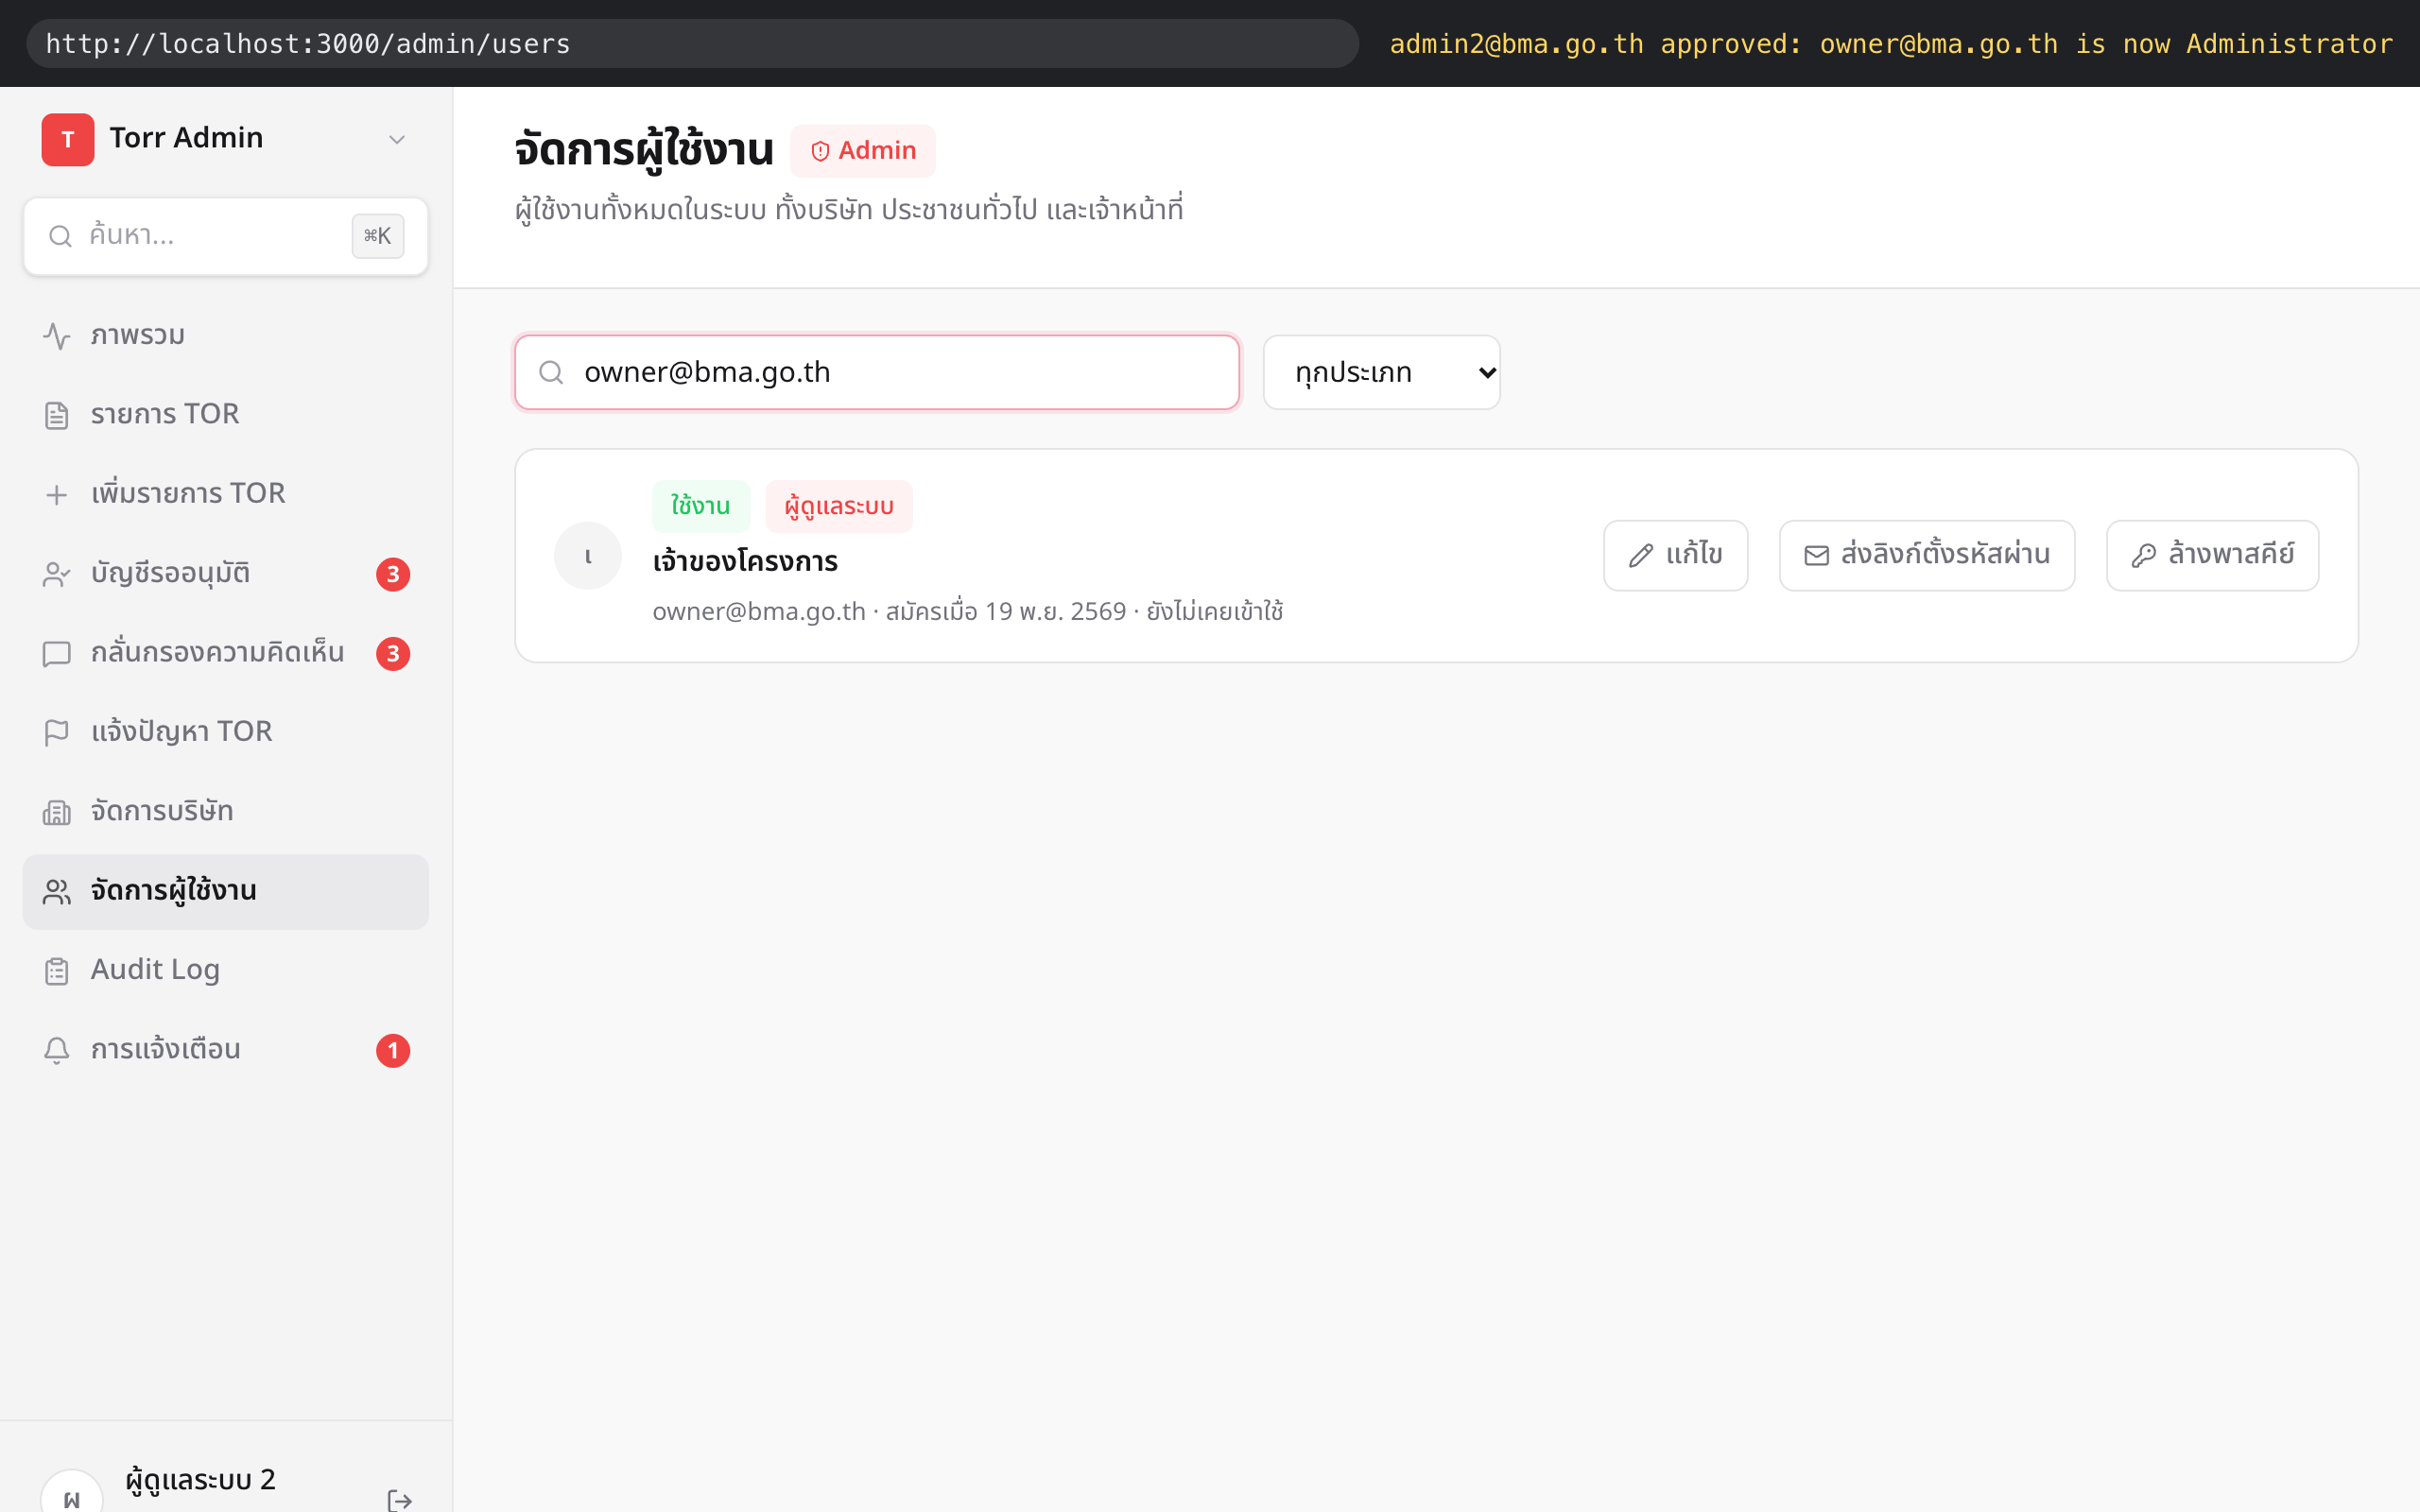 http://localhost:3000/admin/users
admin2@bma.go.th approved: owner@bma.go.th is now Administrator
T
Torr Admin
ค้นหา...
⌘K
ภาพรวม
รายการ TOR
เพิ่มรายการ TOR
บัญชีรออนุมัติ
3
กลั่นกรองความคิดเห็น
3
แจ้งปัญหา TOR
จัดการบริษัท
จัดการผู้ใช้งาน
Audit Log
การแจ้งเตือน
1
ผ
ผู้ดูแลระบบ 2
จัดการผู้ใช้งาน
Admin
ผู้ใช้งานทั้งหมดในระบบ ทั้งบริษัท ประชาชนทั่วไป และเจ้าหน้าที่
owner@bma.go.th
ทุกประเภท
เ
ใช้งาน
ผู้ดูแลระบบ
เจ้าของโครงการ
owner@bma.go.th · สมัครเมื่อ 19 พ.ย. 2569 · ยังไม่เคยเข้าใช้
แก้ไข
ส่งลิงก์ตั้งรหัสผ่าน
ล้างพาสคีย์